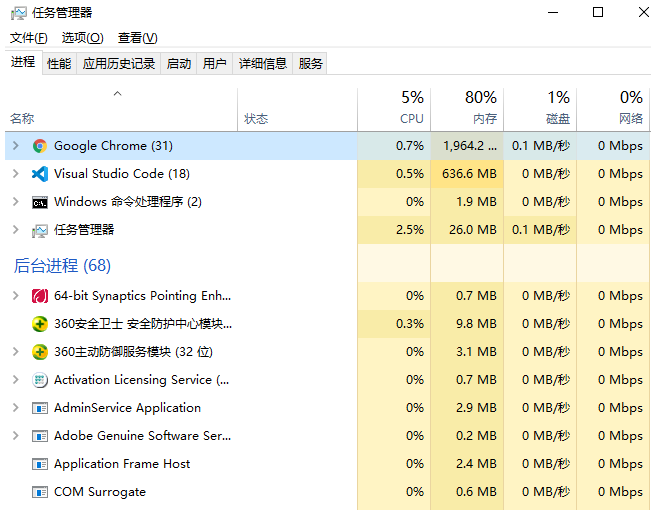 任务管理器
文件(F) 选项(O) 查看(V)
进程 性能 应用历史记录 启动 用户 详细信息 服务
5% 80% 1% 0%
名称 状态 CPU 内存 磁盘 网络
Google Chrome (31) 0.7% 1,964.2 ... 0.1 MB/秒 0 Mbps
Visual Studio Code (18) 0.5% 636.6 MB 0 MB/秒 0 Mbps
Windows 命令处理程序 (2) 0% 1.9 MB 0 MB/秒 0 Mbps
任务管理器 2.5% 26.0 MB 0.1 MB/秒 0 Mbps
后台进程 (68)
64-bit Synaptics Pointing Enh... 0% 0.7 MB 0 MB/秒 0 Mbps
360安全卫士 安全防护中心模块... 0.3% 9.8 MB 0 MB/秒 0 Mbps
360主动防御服务模块 (32 位) 0% 3.1 MB 0 MB/秒 0 Mbps
Activation Licensing Service (... 0% 0.7 MB 0 MB/秒 0 Mbps
AdminService Application 0% 2.9 MB 0 MB/秒 0 Mbps
Adobe Genuine Software Ser... 0% 0.2 MB 0 MB/秒 0 Mbps
Application Frame Host 0% 2.4 MB 0 MB/秒 0 Mbps
COM Surrogate 0% 0.6 MB 0 MB/秒 0 Mbps